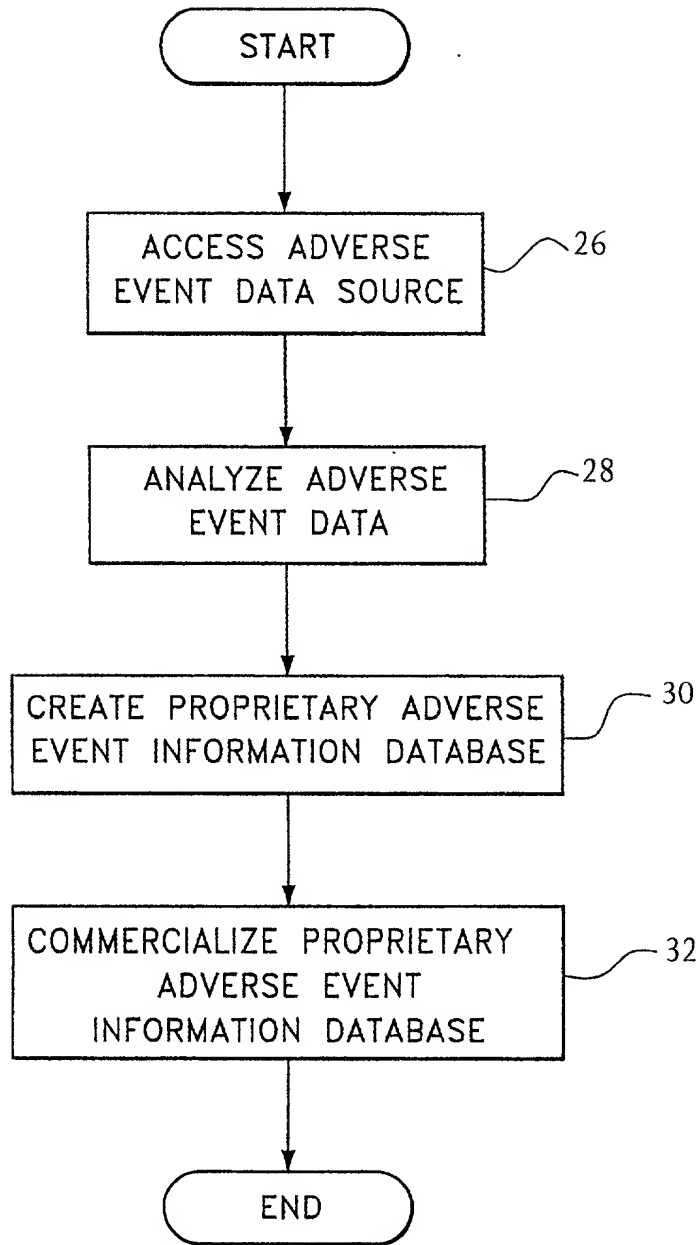 START
ACCESS ADVERSE
EVENT DATA SOURCE
26
ANALYZE ADVERSE
EVENT DATA
28
CREATE PROPRIETARY ADVERSE
EVENT INFORMATION DATABASE
30
COMMERCIALIZE PROPRIETARY
ADVERSE EVENT
INFORMATION DATABASE
32
END